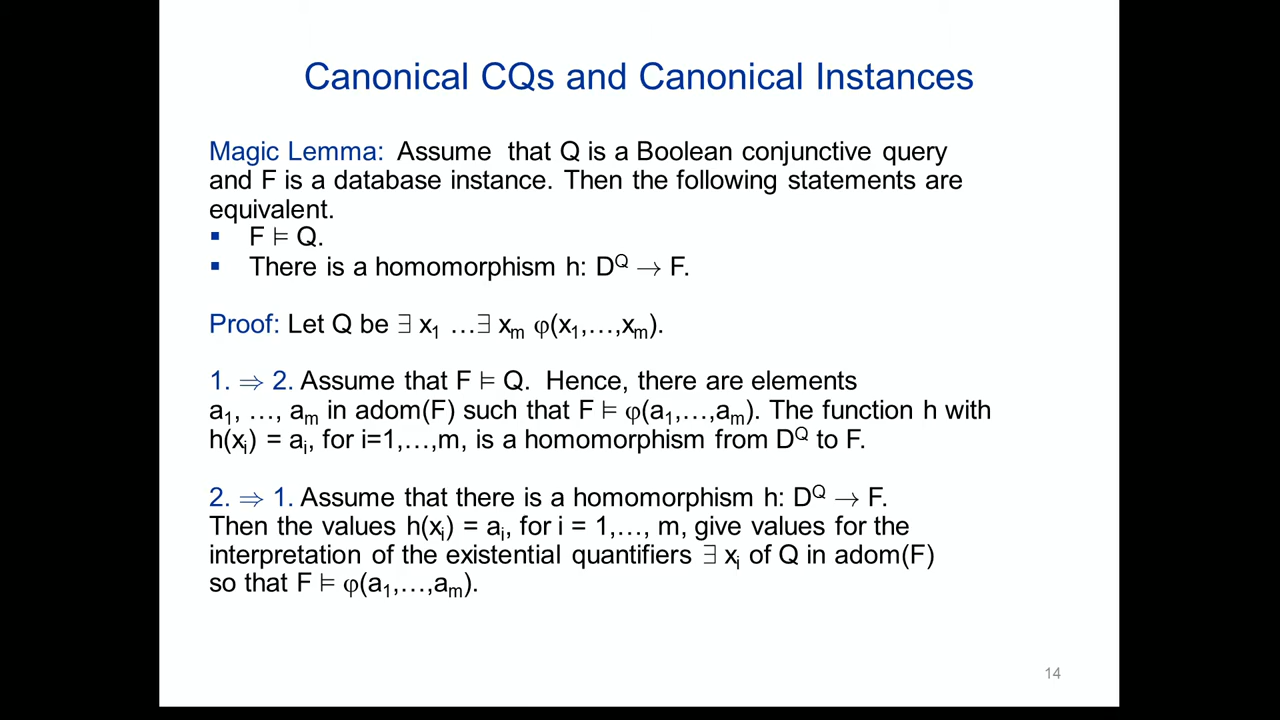 Canonical CQs and Canonical Instances
Magic Lemma: Assume that Q is a Boolean conjunctive query
and F is a database instance. Then the following statements are
equivalent.
▪ F ⊨ Q.
▪ There is a homomorphism h: D^Q → F.
Proof: Let Q be ∃ x₁ …∃ xₘ φ(x₁,…,xₘ).
1. ⇒ 2. Assume that F ⊨ Q. Hence, there are elements
a₁, …, aₘ in adom(F) such that F ⊨ φ(a₁,…,aₘ). The function h with
h(xᵢ) = aᵢ, for i=1,…,m, is a homomorphism from D^Q to F.
2. ⇒ 1. Assume that there is a homomorphism h: D^Q → F.
Then the values h(xᵢ) = aᵢ, for i = 1,…, m, give values for the
interpretation of the existential quantifiers ∃ xᵢ of Q in adom(F)
so that F ⊨ φ(a₁,…,aₘ).
14